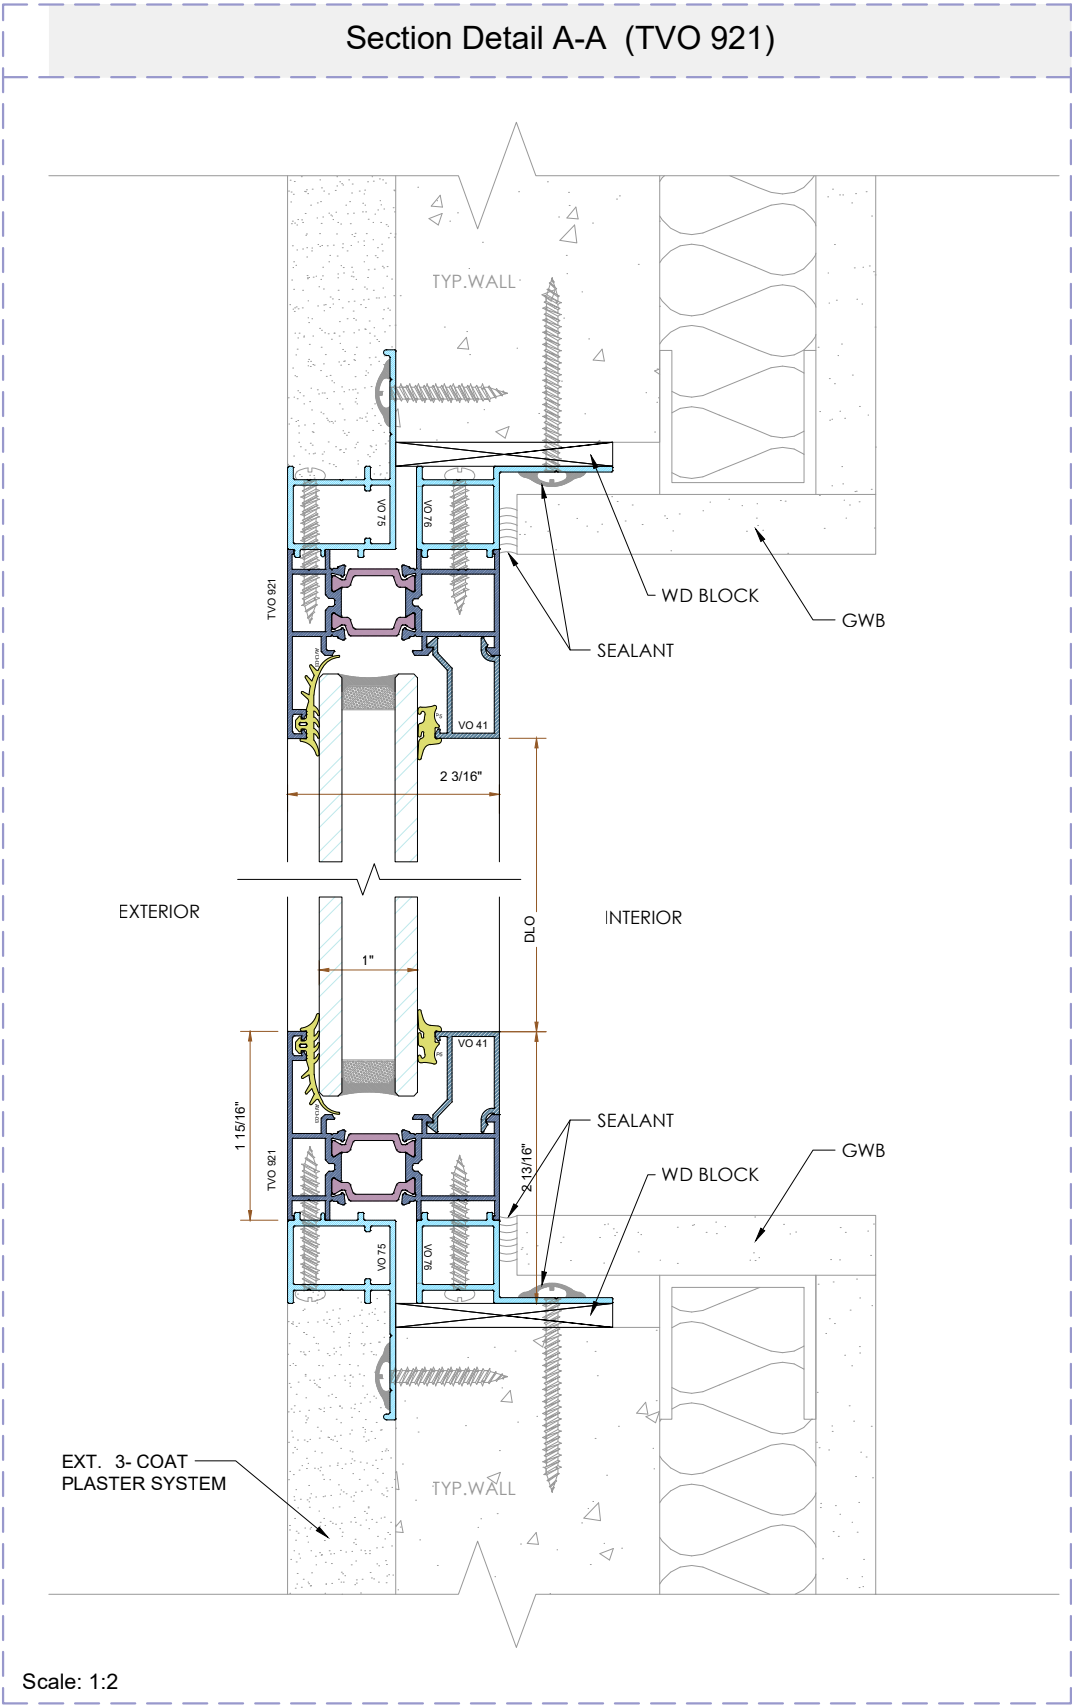 Section Detail A-A (TVO 921)
TYP. WALL
VO 75
VO 76
TVO 921
WD BLOCK
GWB
SEALANT
VO 41
P5
2 3/16"
EXTERIOR
INTERIOR
DLO
1"
VO 41
P5
1 15/16"
SEALANT
2 13/16"
GWB
WD BLOCK
TVO 921
VO 75
VO 76
EXT. 3- COAT
PLASTER SYSTEM
TYP. WALL
Scale: 1:2